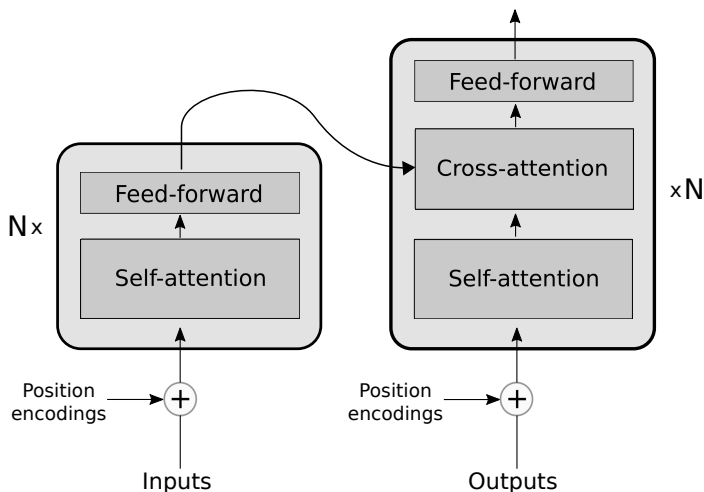 Feed-forward
Self-attention
N x
Position
encodings
+
Inputs
Feed-forward
Cross-attention
Self-attention
x N
Position
encodings
+
Outputs